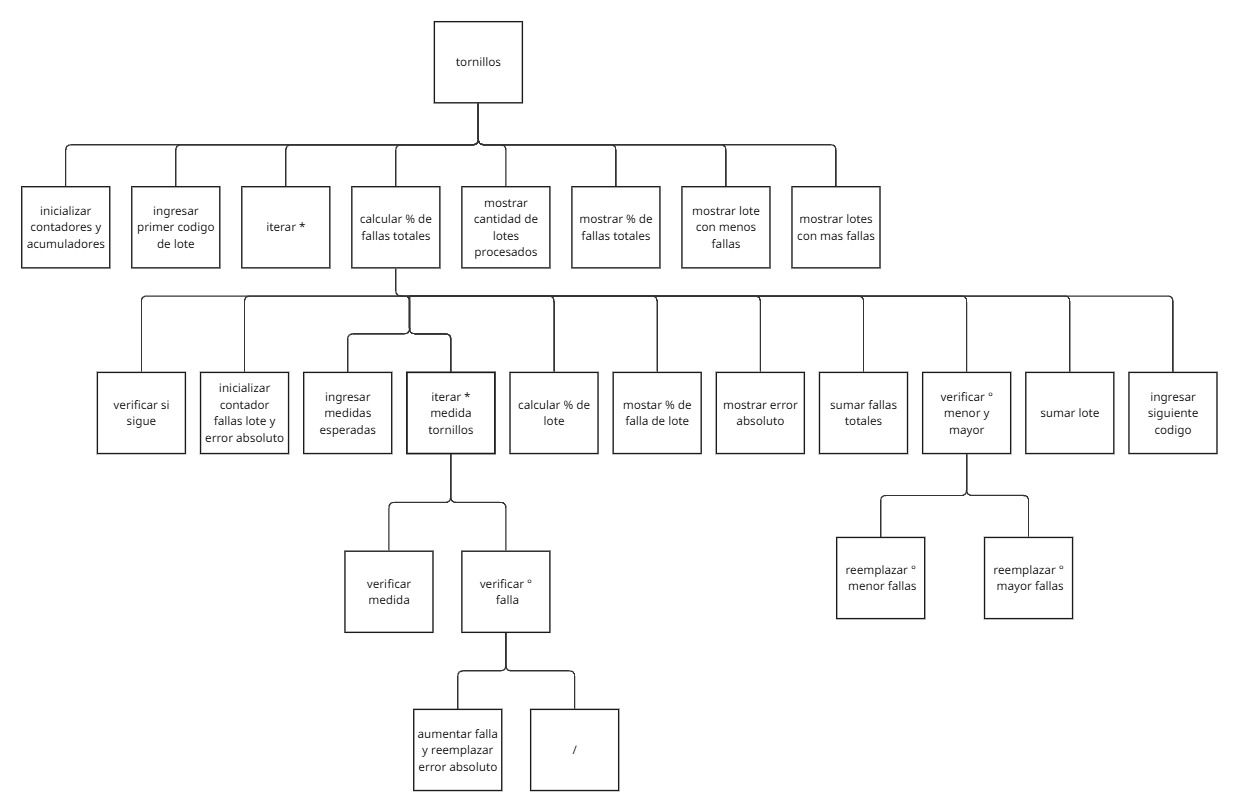 tornillos
inicializar
contadores y
acumuladores
ingresar
primer codigo
de lote
iterar *
calcular % de
fallas totales
mostrar
cantidad de
lotes
procesados
mostrar % de
fallas totales
mostrar lote
con menos
fallas
mostrar lotes
con mas fallas
verificar si
sigue
inicializar
contador
fallas lote y
error absoluto
ingresar
medidas
esperadas
iterar *
medida
tornillos
calcular % de
lote
mostar % de
falla de lote
mostrar error
absoluto
sumar fallas
totales
verificar °
menor y
mayor
sumar lote
ingresar
siguiente
codigo
verificar
medida
verificar °
falla
reemplazar °
menor fallas
reemplazar °
mayor fallas
aumentar falla
y reemplazar
error absoluto
/